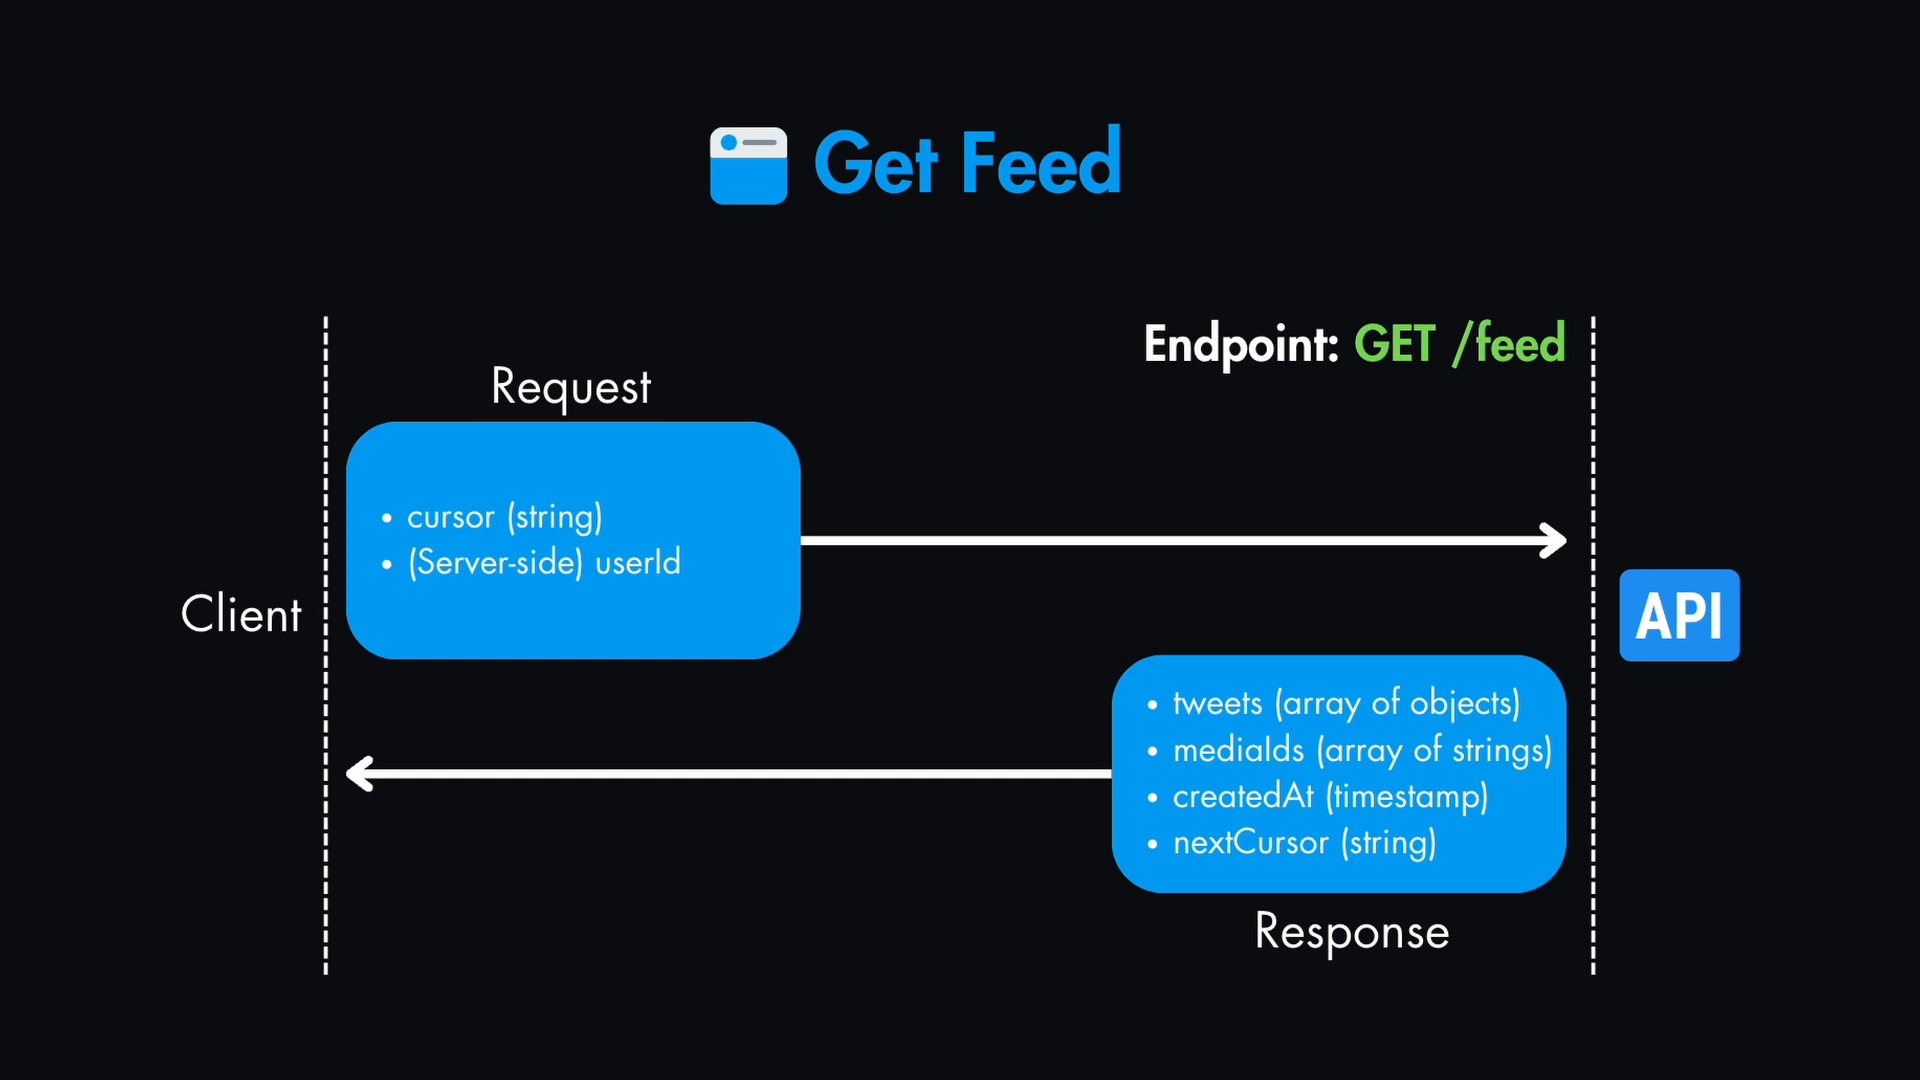 Get Feed
Endpoint: GET /feed
Request
• cursor (string)
• (Server-side) userId
Client
API
• tweets (array of objects)
• mediaIds (array of strings)
• createdAt (timestamp)
• nextCursor (string)
Response